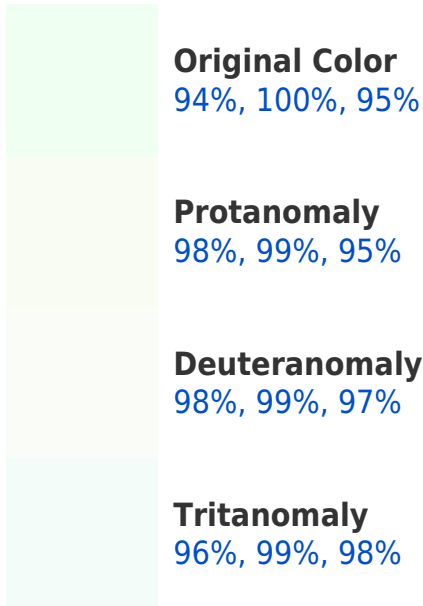 Original Color
94%, 100%, 95%
Protanomaly
98%, 99%, 95%
Deuteranomaly
98%, 99%, 97%
Tritanomaly
96%, 99%, 98%